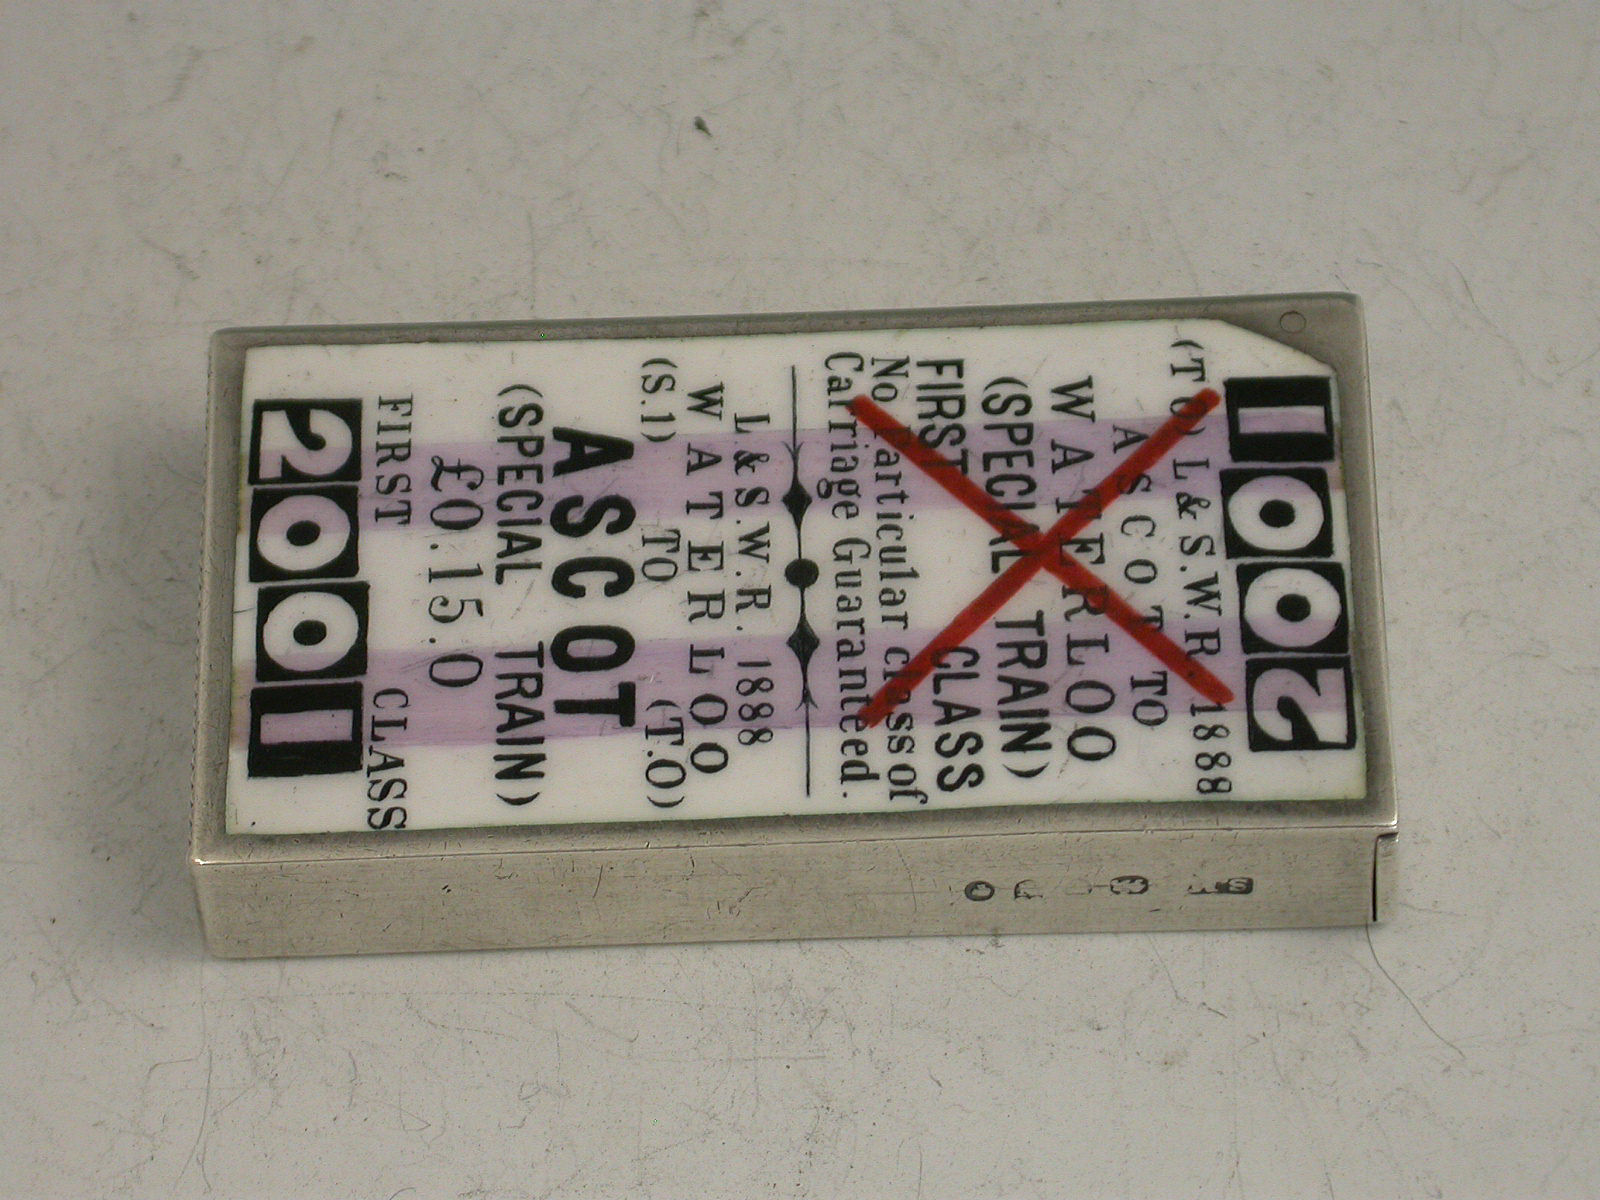 2001
(TO) L&S.W.R 1888
ASCOT TO
WATERLOO
(SPECIAL TRAIN)
FIRST CLASS
No Particular class of
Carriage Guaranteed.
L.&S.W.R. 1888
WATERLOO
(S.1) TO (T.O)
ASCOT
(SPECIAL TRAIN)
£0.15.0
FIRST CLASS
2001